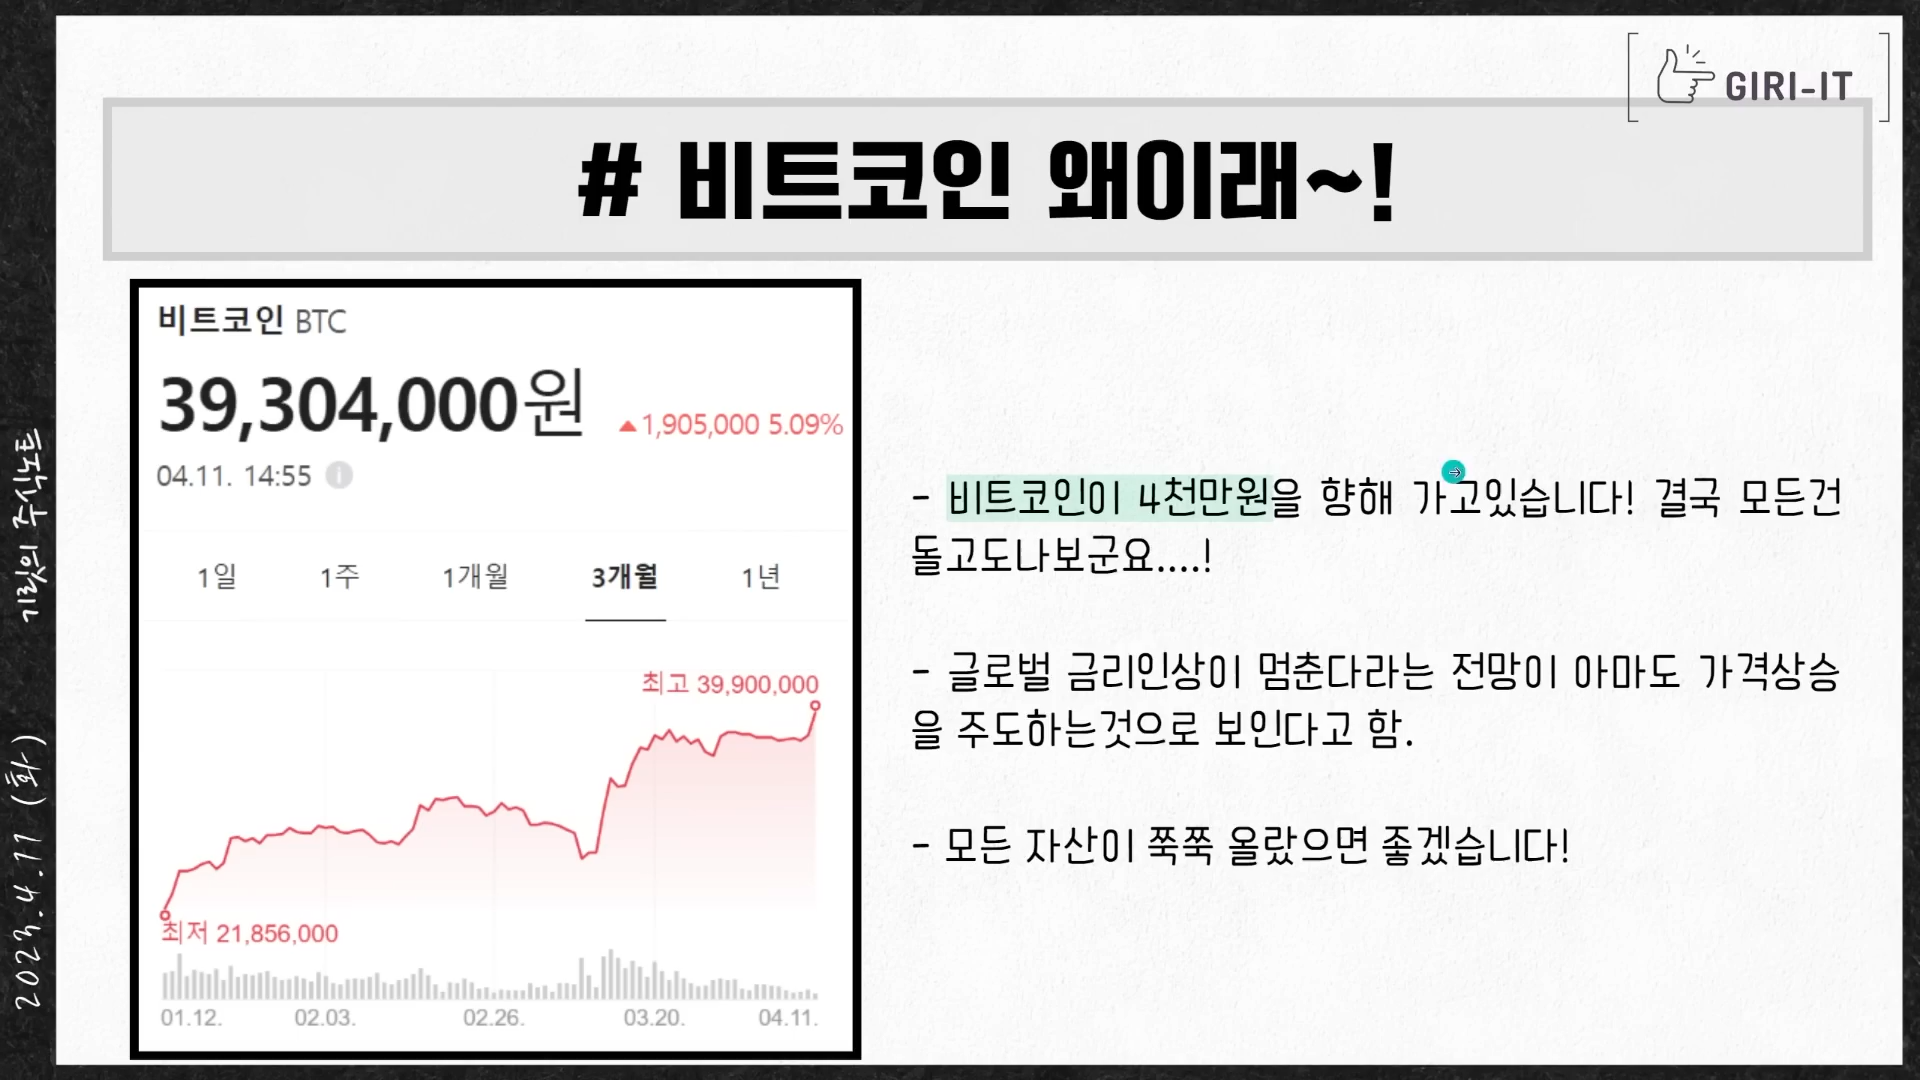 GIRI-IT
# 비트코인 왜이래~!
비트코인 BTC
39,304,000원 ▲1,905,000 5.09%
04.11. 14:55
1일 1주 1개월 3개월 1년
최고 39,900,000
최저 21,856,000
01.12. 02.03. 02.26. 03.20. 04.11.
- 비트코인이 4천만원을 향해 가고있습니다! 결국 모든건
돌고도나보군요....!
- 글로벌 금리인상이 멈춘다라는 전망이 아마도 가격상승
을 주도하는것으로 보인다고 함.
- 모든 자산이 쭉쭉 올랐으면 좋겠습니다!
2023.4.11 (화) 기릿의 주식노트